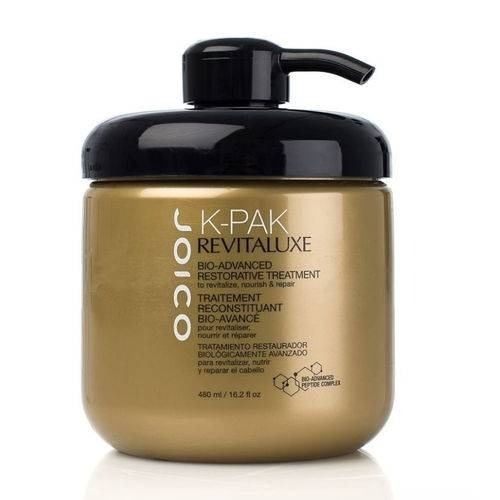 JOICO
K-PAK
REVITALUXE
BIO-ADVANCED
RESTORATIVE TREATMENT
to revitalize, nourish & repair
TRAITEMENT
RECONSTITUANT
BIO-AVANCÉ
pour revitaliser,
nourrir et réparer
TRATAMIENTO RESTAURADOR
BIOLÓGICAMENTE AVANZADO
para revitalizar, nutrir
y reparar el cabello
BIO-ADVANCED
PEPTIDE COMPLEX
480 ml / 16.2 fl oz